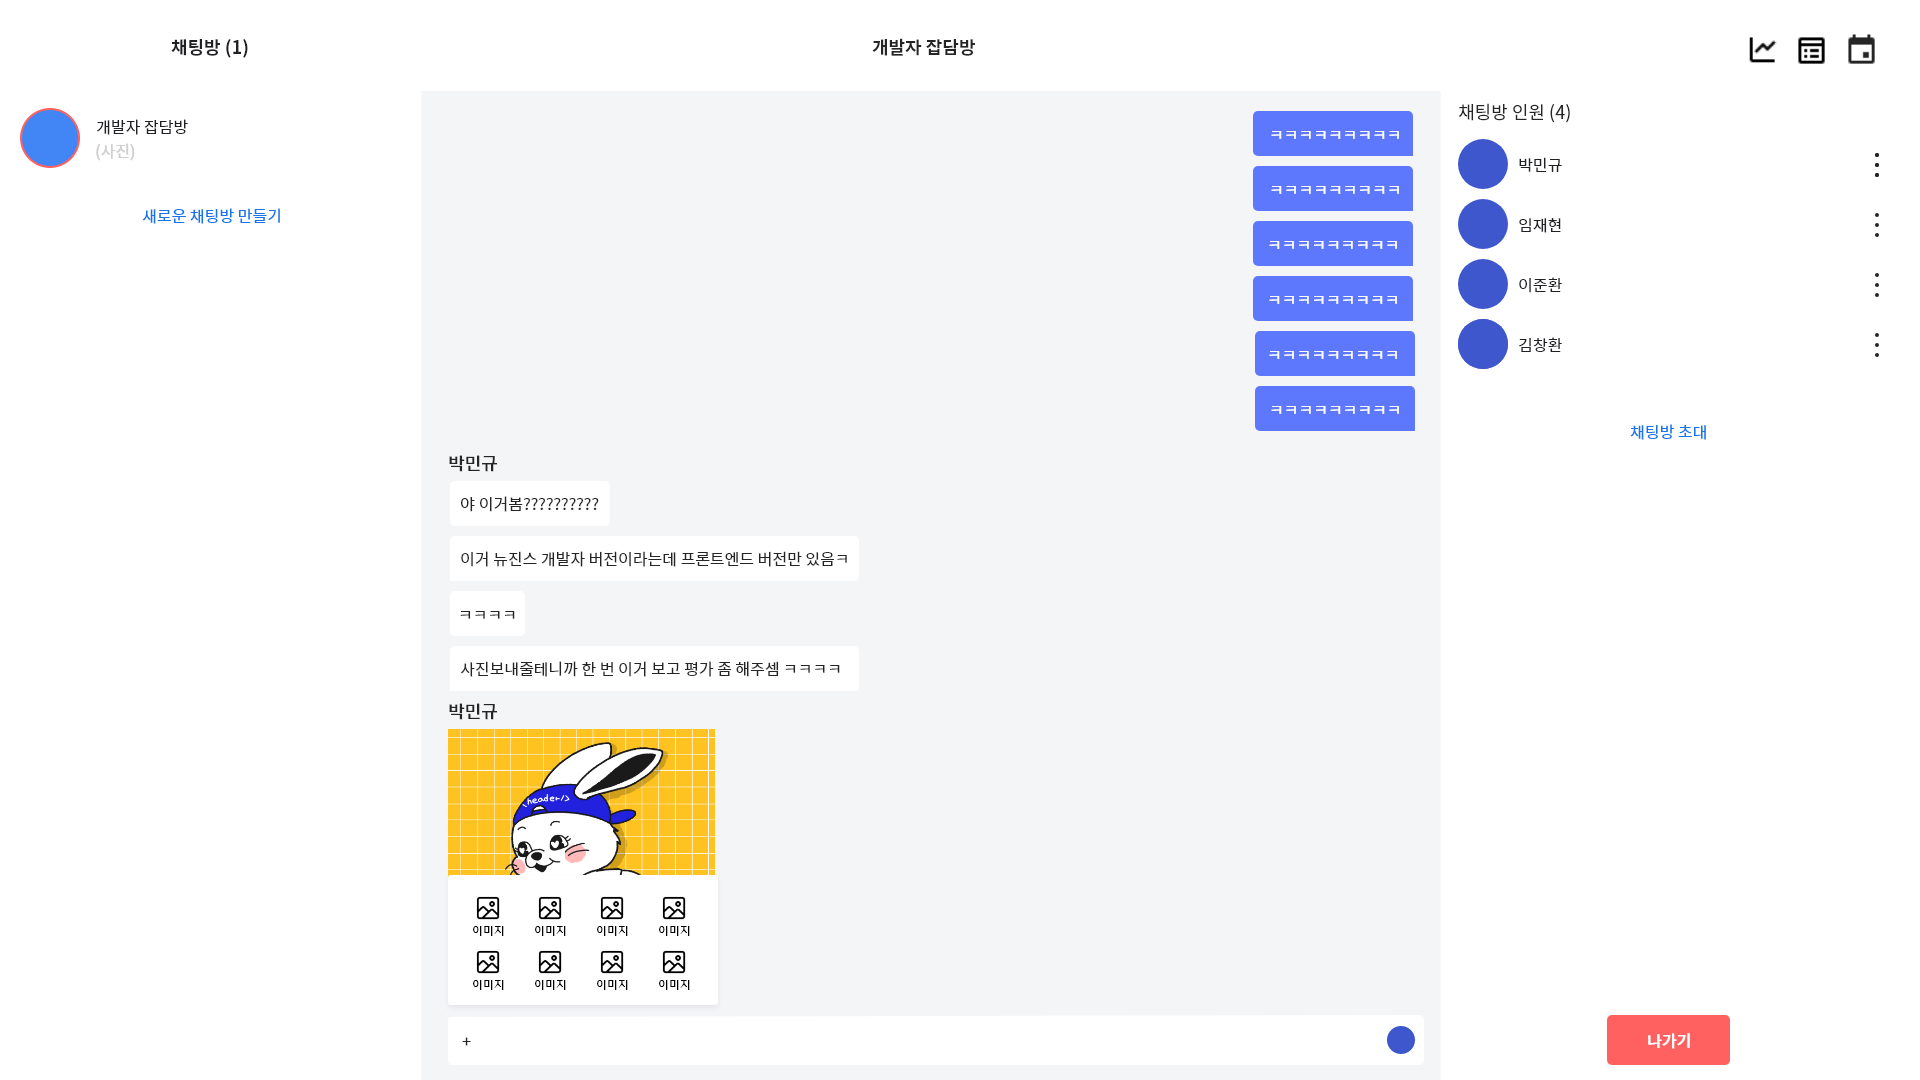 채팅방 (1)
개발자 잡담방
개발자 잡담방
(사진)
새로운 채팅방 만들기
ㅋㅋㅋㅋㅋㅋㅋㅋㅋ
ㅋㅋㅋㅋㅋㅋㅋㅋㅋ
ㅋㅋㅋㅋㅋㅋㅋㅋㅋ
ㅋㅋㅋㅋㅋㅋㅋㅋㅋ
ㅋㅋㅋㅋㅋㅋㅋㅋㅋ
ㅋㅋㅋㅋㅋㅋㅋㅋㅋ
박민규
야 이거봄??????????
이거 뉴진스 개발자 버전이라는데 프론트엔드 버전만 있음ㅋ
ㅋㅋㅋㅋ
사진보내줄테니까 한 번 이거 보고 평가 좀 해주셈 ㅋㅋㅋㅋ
박민규
<header/>
이미지 이미지 이미지 이미지
이미지 이미지 이미지 이미지
+
채팅방 인원 (4)
박민규
임재현
이준환
김창환
채팅방 초대
나가기